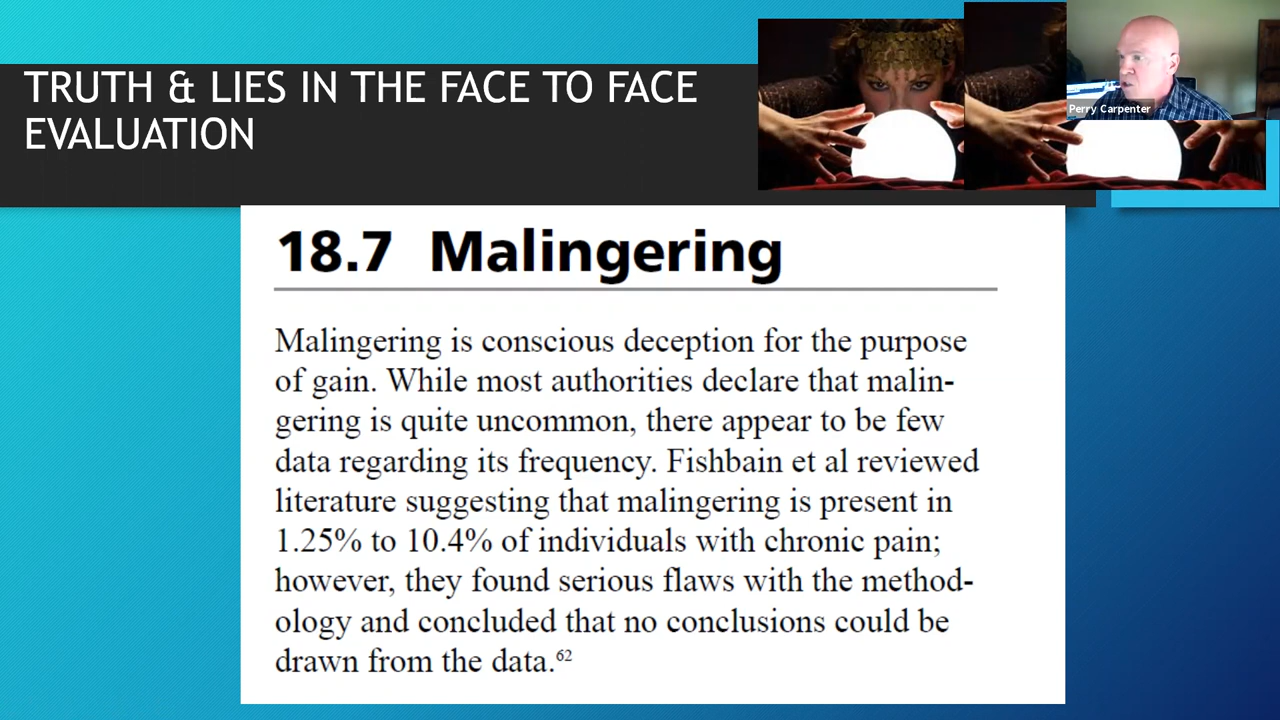 TRUTH & LIES IN THE FACE TO FACE
EVALUATION
Perry Carpenter
18.7 Malingering
Malingering is conscious deception for the purpose
of gain. While most authorities declare that malin-
gering is quite uncommon, there appear to be few
data regarding its frequency. Fishbain et al reviewed
literature suggesting that malingering is present in
1.25% to 10.4% of individuals with chronic pain;
however, they found serious flaws with the method-
ology and concluded that no conclusions could be
drawn from the data.62